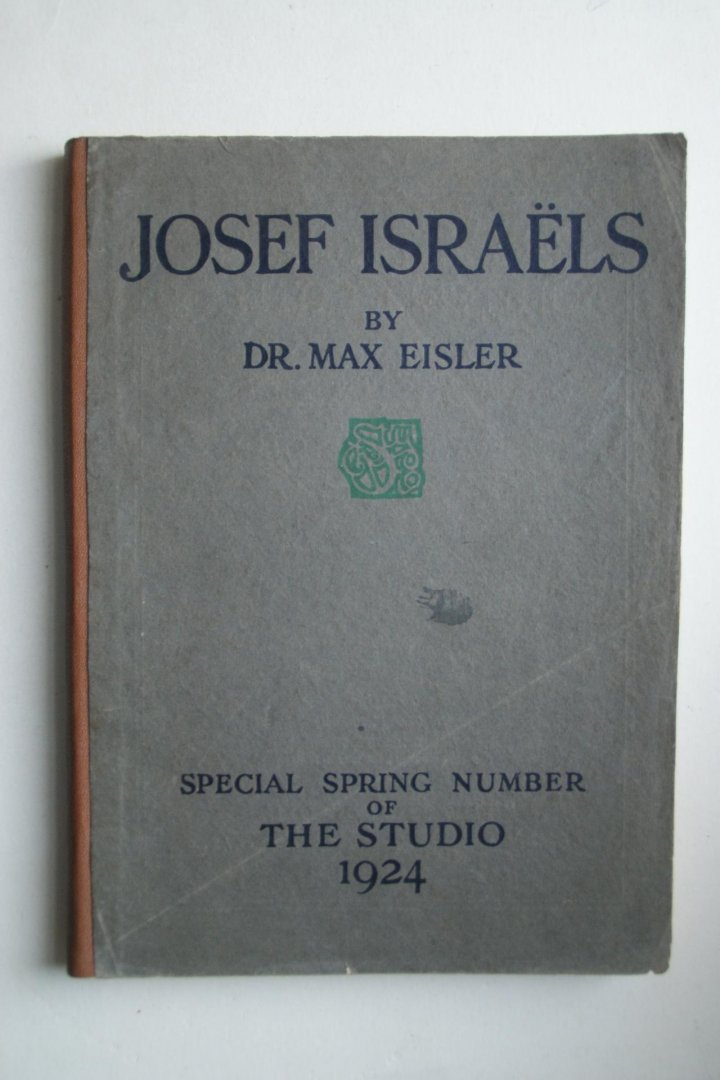 JOSEF ISRAËLS
BY
DR. MAX EISLER
SPECIAL SPRING NUMBER
OF
THE STUDIO
1924